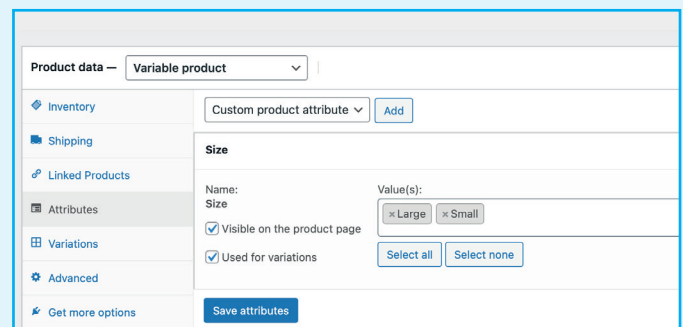 Product data — Variable product
Inventory
Shipping
Linked Products
Attributes
Variations
Advanced
Get more options
Custom product attribute Add
Size
Name:
Size
Visible on the product page
Used for variations
Value(s):
× Large × Small
Select all Select none
Save attributes